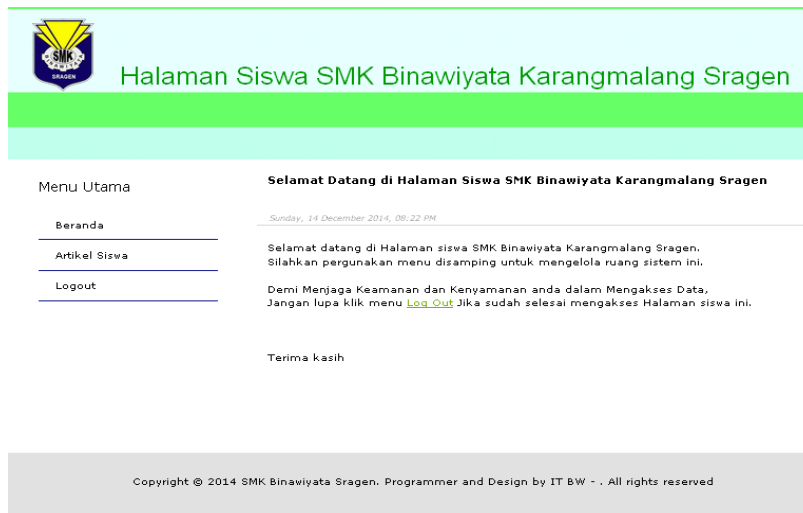 SMK
BINAWIYATA
SRAGEN
Halaman Siswa SMK Binawiyata Karangmalang Sragen
Menu Utama
Beranda
Artikel Siswa
Logout
Selamat Datang di Halaman Siswa SMK Binawiyata Karangmalang Sragen
Sunday, 14 December 2014, 08:22 PM
Selamat datang di Halaman siswa SMK Binawiyata Karangmalang Sragen.
Silahkan pergunakan menu disamping untuk mengelola ruang sistem ini.
Demi Menjaga Keamanan dan Kenyamanan anda dalam Mengakses Data,
Jangan lupa klik menu Log Out Jika sudah selesai mengakses Halaman siswa ini.
Terima kasih
Copyright © 2014 SMK Binawiyata Sragen. Programmer and Design by IT BW - . All rights reserved